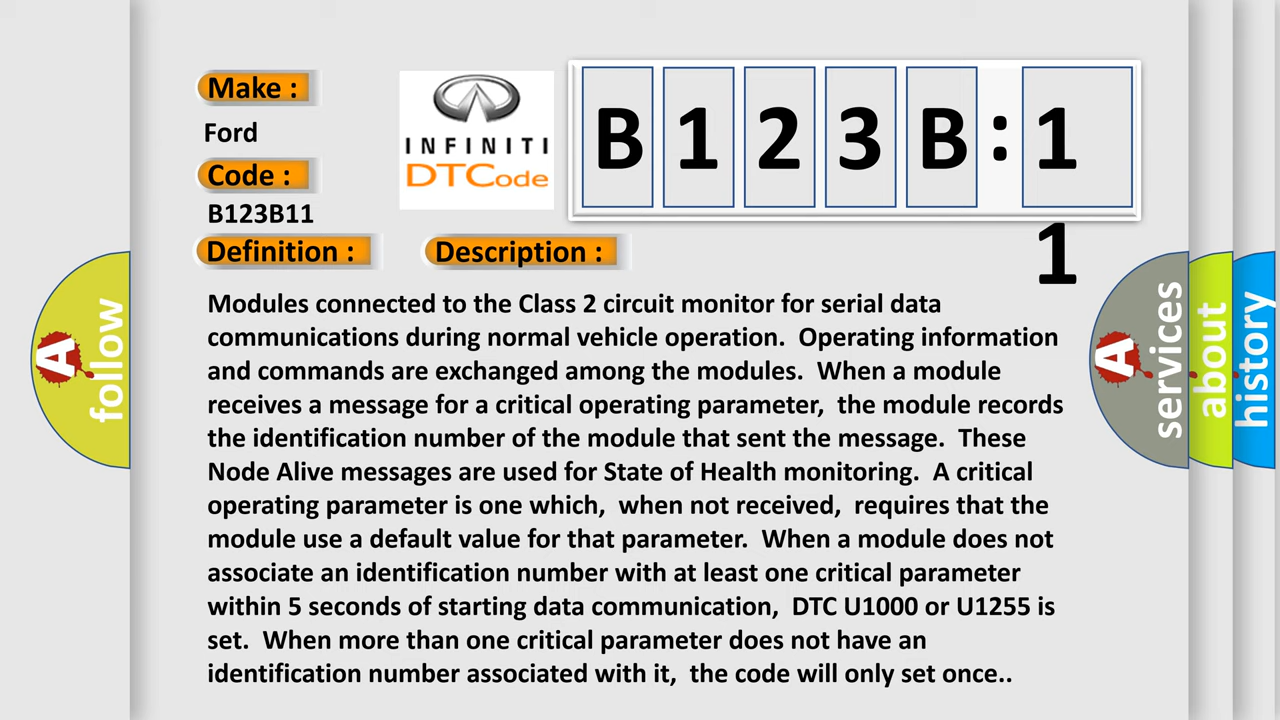 Make :
Ford
Code :
B123B11
Definition :
Description :
INFINITI
DTCode
B 1 2 3 B : 1
1
Modules connected to the Class 2 circuit monitor for serial data
communications during normal vehicle operation.  Operating information
and commands are exchanged among the modules.  When a module
receives a message for a critical operating parameter,  the module records
the identification number of the module that sent the message.  These
Node Alive messages are used for State of Health monitoring.  A critical
operating parameter is one which,  when not received,  requires that the
module use a default value for that parameter.  When a module does not
associate an identification number with at least one critical parameter
within 5 seconds of starting data communication,  DTC U1000 or U1255 is
set.  When more than one critical parameter does not have an
identification number associated with it,  the code will only set once..
A
follow
A
services
about
history